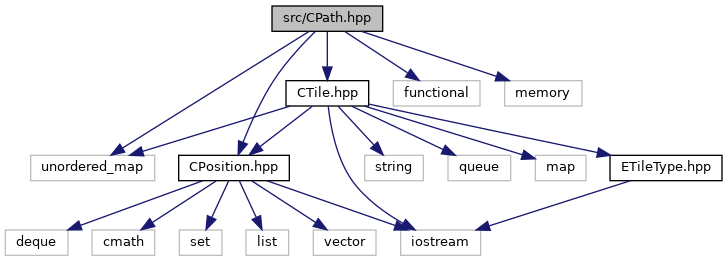 src/CPath.hpp
CTile.hpp
functional
memory
unordered_map
CPosition.hpp
string
queue
map
ETileType.hpp
deque
cmath
set
list
vector
iostream